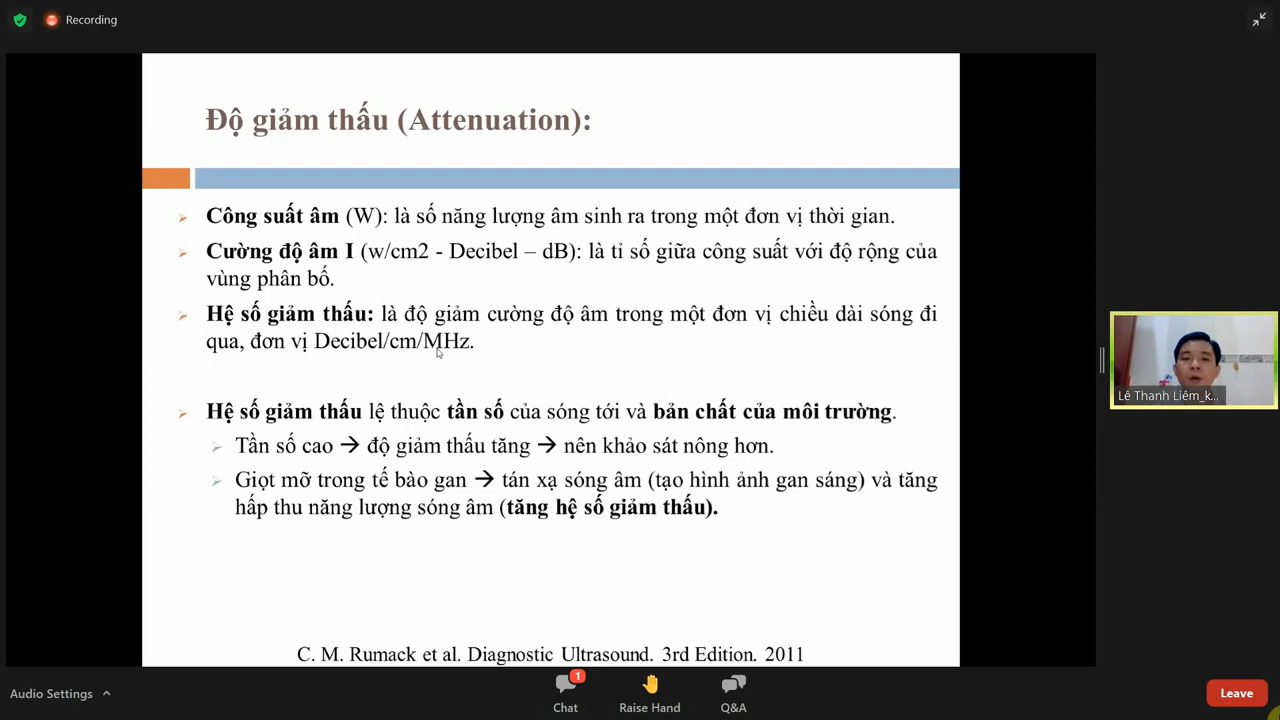 Recording
Độ giảm thấu (Attenuation):
Công suất âm (W): là số năng lượng âm sinh ra trong một đơn vị thời gian.
Cường độ âm I (w/cm2 - Decibel – dB): là tỉ số giữa công suất với độ rộng của
vùng phân bố.
Hệ số giảm thấu: là độ giảm cường độ âm trong một đơn vị chiều dài sóng đi
qua, đơn vị Decibel/cm/MHz.
Hệ số giảm thấu lệ thuộc tần số của sóng tới và bản chất của môi trường.
Tần số cao → độ giảm thấu tăng → nên khảo sát nông hơn.
Giọt mỡ trong tế bào gan → tán xạ sóng âm (tạo hình ảnh gan sáng) và tăng
hấp thu năng lượng sóng âm (tăng hệ số giảm thấu).
C. M. Rumack et al. Diagnostic Ultrasound. 3rd Edition. 2011
Lê Thanh Liêm_k...
Audio Settings
1
Chat
Raise Hand
Q&A
Leave